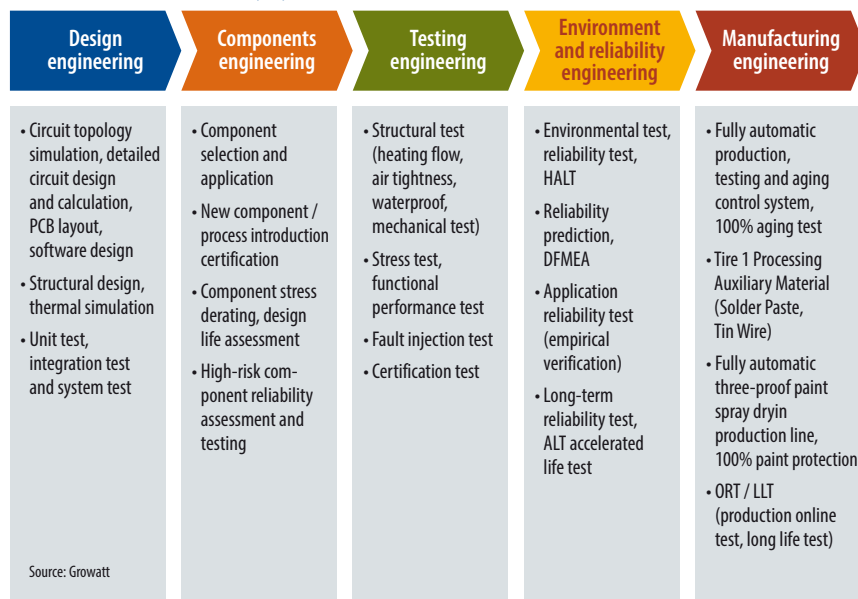 Design
engineering
Components
engineering
Testing
engineering
Environment
and reliability
engineering
Manufacturing
engineering
• Circuit topology
simulation, detailed
circuit design
and calculation,
PCB layout,
software design
• Structural design,
thermal simulation
• Unit test,
integration test
and system test
Source: Growatt
• Component
selection and
application
• New component /
process introduction
certification
• Component stress
derating, design
life assessment
• High-risk com-
ponent reliability
assessment and
testing
• Structural test
(heating flow,
air tightness,
waterproof,
mechanical test)
• Stress test,
functional
performance test
• Fault injection test
• Certification test
• Environmental test,
reliability test,
HALT
• Reliability
prediction,
DFMEA
• Application
reliability test
(empirical
verification)
• Long-term
reliability test,
ALT accelerated
life test
• Fully automatic
production,
testing and aging
control system,
100% aging test
• Tire 1 Processing
Auxiliary Material
(Solder Paste,
Tin Wire)
• Fully automatic
three-proof paint
spray dryin
production line,
100% paint protection
• ORT / LLT
(production online
test, long life test)